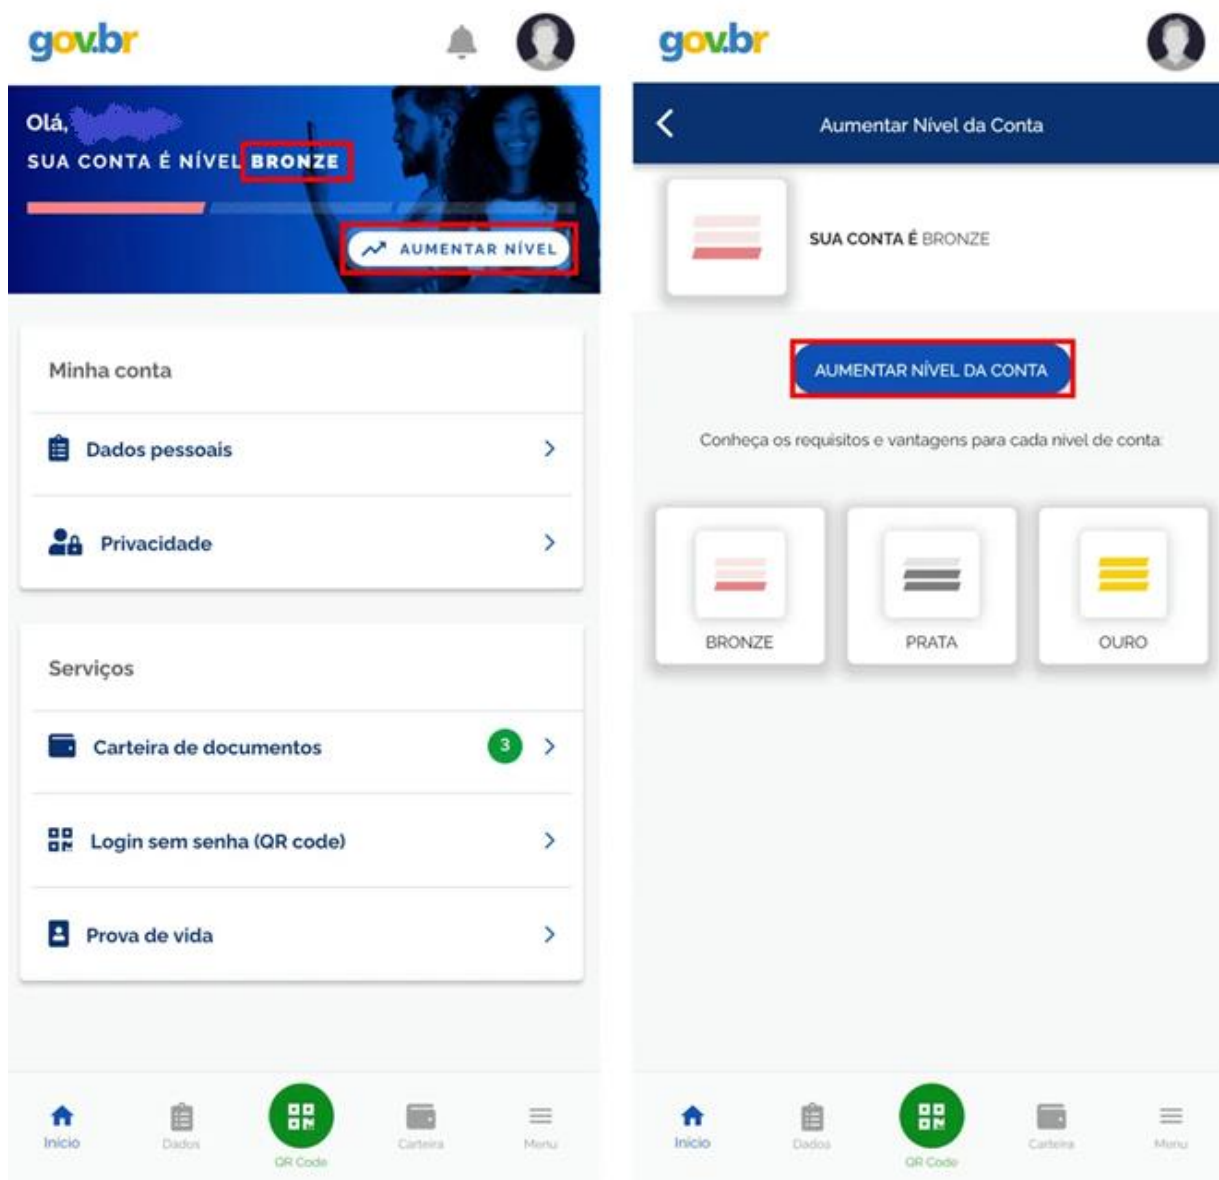 gov.br
Olá,
SUA CONTA É NÍVEL BRONZE
AUMENTAR NÍVEL
Minha conta
Dados pessoais
Privacidade
Serviços
Carteira de documentos 3
Login sem senha (QR code)
Prova de vida
Início Dados QR Code Carteira Menu
gov.br
Aumentar Nível da Conta
SUA CONTA É BRONZE
AUMENTAR NÍVEL DA CONTA
Conheça os requisitos e vantagens para cada nível de conta:
BRONZE PRATA OURO
Início Dados QR Code Carteira Menu